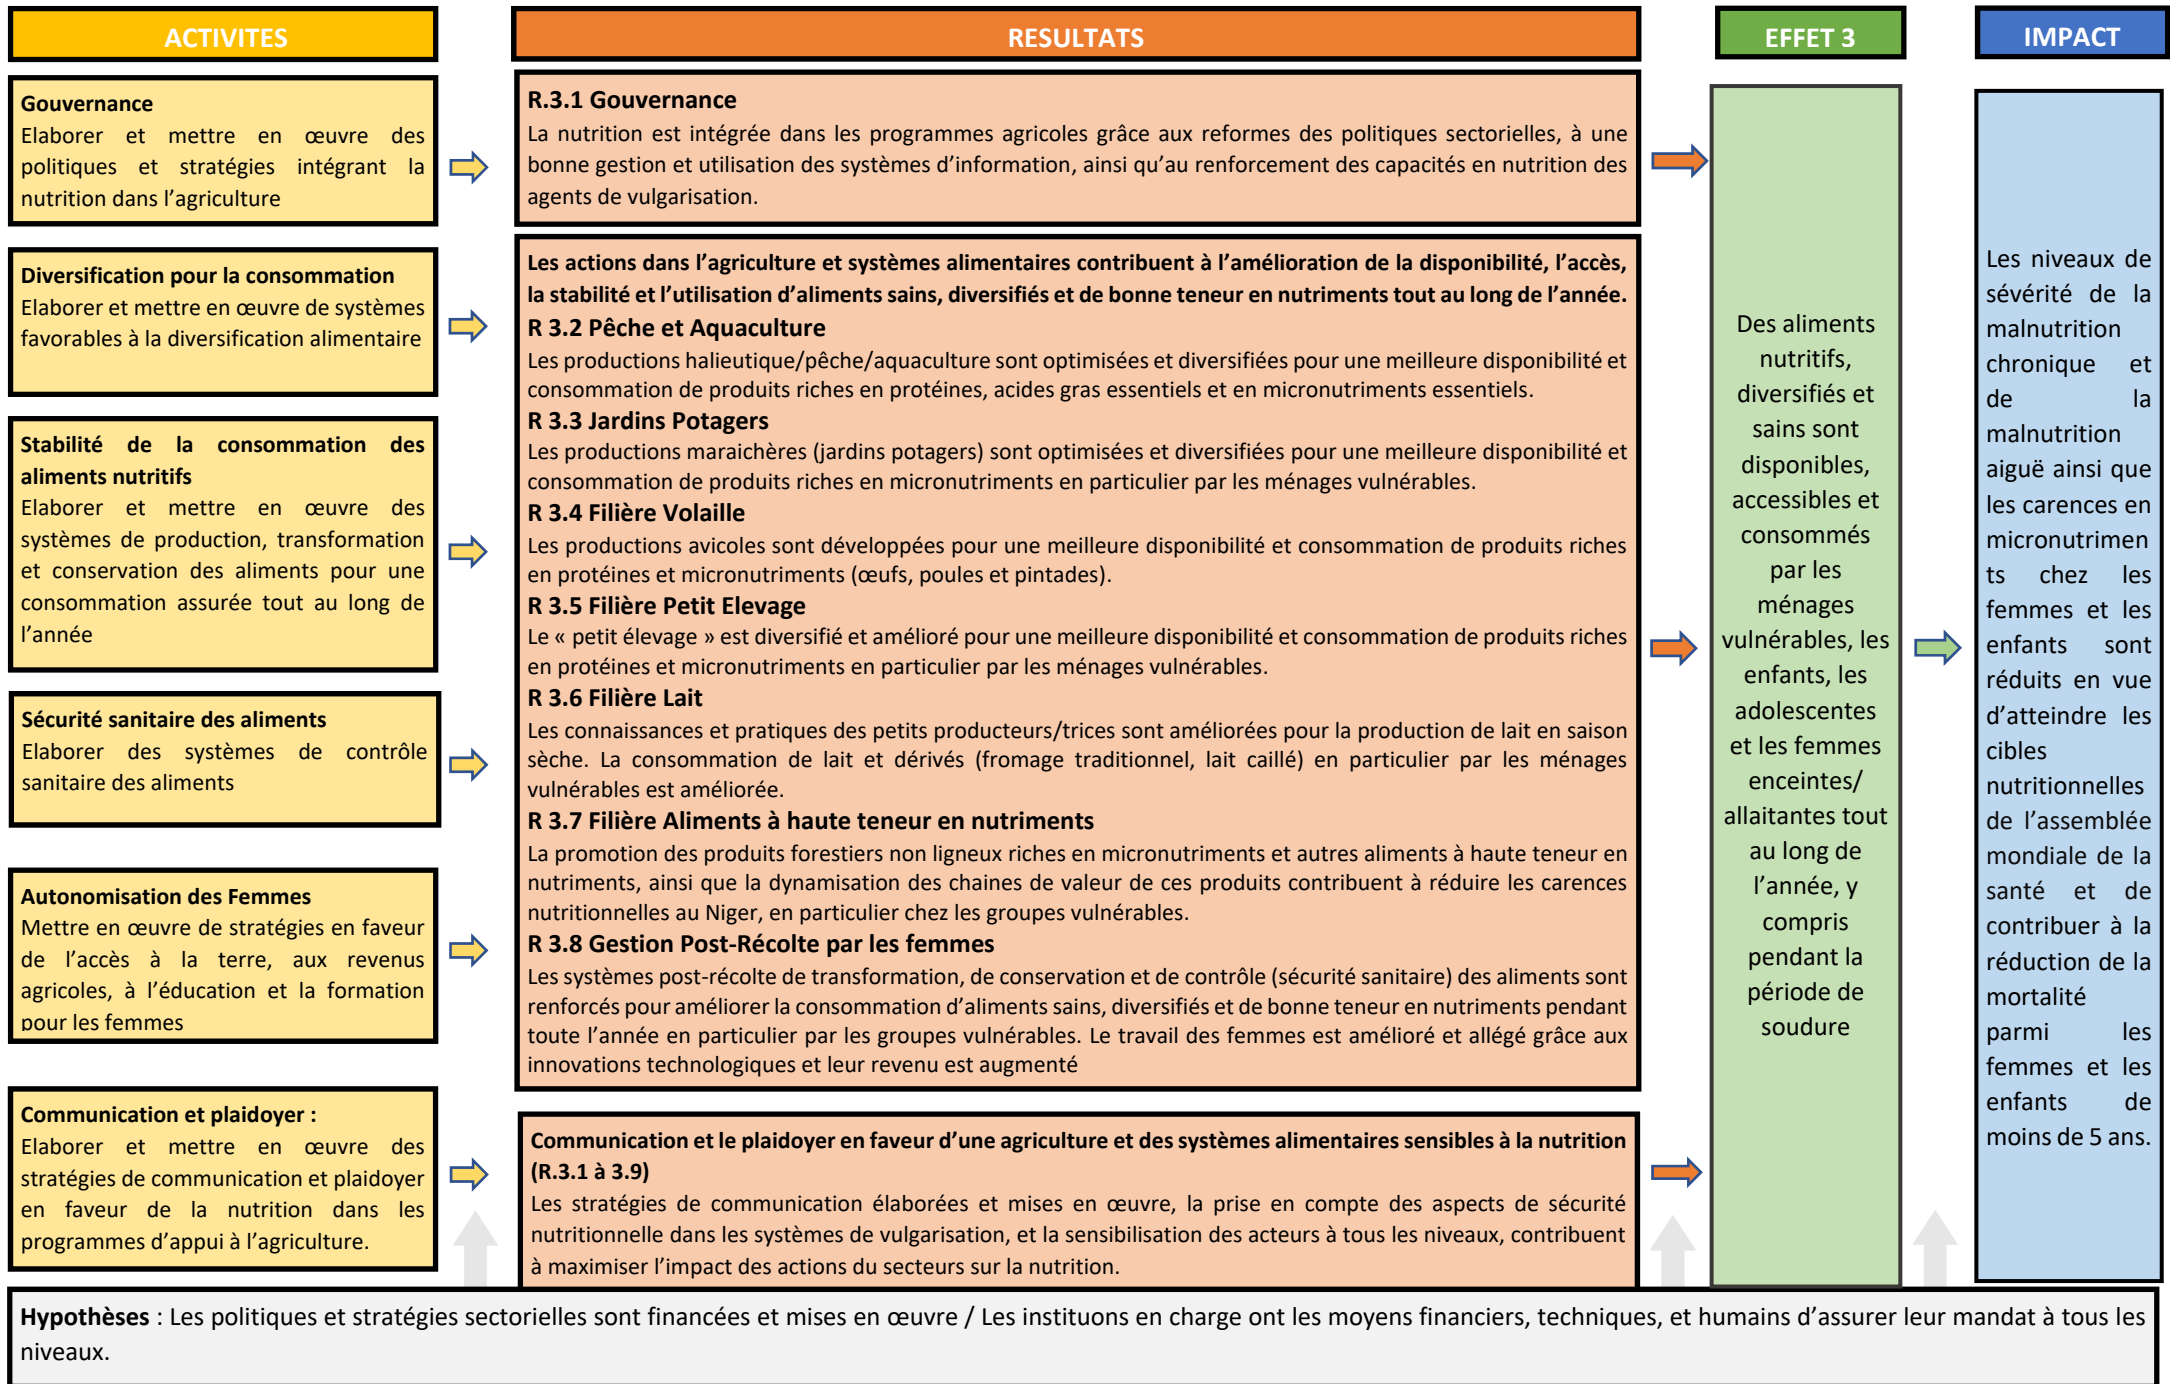 ACTIVITES
Gouvernance
Elaborer et mettre en œuvre des
politiques et stratégies intégrant la
nutrition dans l’agriculture
Diversification pour la consommation
Elaborer et mettre en œuvre de systèmes
favorables à la diversification alimentaire
Stabilité de la consommation des
aliments nutritifs
Elaborer et mettre en œuvre des
systèmes de production, transformation
et conservation des aliments pour une
consommation assurée tout au long de
l’année
Sécurité sanitaire des aliments
Elaborer des systèmes de contrôle
sanitaire des aliments
Autonomisation des Femmes
Mettre en œuvre de stratégies en faveur
de l’accès à la terre, aux revenus
agricoles, à l’éducation et la formation
pour les femmes
Communication et plaidoyer :
Elaborer et mettre en œuvre des
stratégies de communication et plaidoyer
en faveur de la nutrition dans les
programmes d’appui à l’agriculture.
RESULTATS
R.3.1 Gouvernance
La nutrition est intégrée dans les programmes agricoles grâce aux reformes des politiques sectorielles, à une
bonne gestion et utilisation des systèmes d’information, ainsi qu’au renforcement des capacités en nutrition des
agents de vulgarisation.
Les actions dans l’agriculture et systèmes alimentaires contribuent à l’amélioration de la disponibilité, l’accès,
la stabilité et l’utilisation d’aliments sains, diversifiés et de bonne teneur en nutriments tout au long de l’année.
R 3.2 Pêche et Aquaculture
Les productions halieutique/pêche/aquaculture sont optimisées et diversifiées pour une meilleure disponibilité et
consommation de produits riches en protéines, acides gras essentiels et en micronutriments essentiels.
R 3.3 Jardins Potagers
Les productions maraichères (jardins potagers) sont optimisées et diversifiées pour une meilleure disponibilité et
consommation de produits riches en micronutriments en particulier par les ménages vulnérables.
R 3.4 Filière Volaille
Les productions avicoles sont développées pour une meilleure disponibilité et consommation de produits riches
en protéines et micronutriments (œufs, poules et pintades).
R 3.5 Filière Petit Elevage
Le « petit élevage » est diversifié et amélioré pour une meilleure disponibilité et consommation de produits riches
en protéines et micronutriments en particulier par les ménages vulnérables.
R 3.6 Filière Lait
Les connaissances et pratiques des petits producteurs/trices sont améliorées pour la production de lait en saison
sèche. La consommation de lait et dérivés (fromage traditionnel, lait caillé) en particulier par les ménages
vulnérables est améliorée.
R 3.7 Filière Aliments à haute teneur en nutriments
La promotion des produits forestiers non ligneux riches en micronutriments et autres aliments à haute teneur en
nutriments, ainsi que la dynamisation des chaines de valeur de ces produits contribuent à réduire les carences
nutritionnelles au Niger, en particulier chez les groupes vulnérables.
R 3.8 Gestion Post-Récolte par les femmes
Les systèmes post-récolte de transformation, de conservation et de contrôle (sécurité sanitaire) des aliments sont
renforcés pour améliorer la consommation d’aliments sains, diversifiés et de bonne teneur en nutriments pendant
toute l’année en particulier par les groupes vulnérables. Le travail des femmes est amélioré et allégé grâce aux
innovations technologiques et leur revenu est augmenté
Communication et le plaidoyer en faveur d’une agriculture et des systèmes alimentaires sensibles à la nutrition
(R.3.1 à 3.9)
Les stratégies de communication élaborées et mises en œuvre, la prise en compte des aspects de sécurité
nutritionnelle dans les systèmes de vulgarisation, et la sensibilisation des acteurs à tous les niveaux, contribuent
à maximiser l’impact des actions du secteurs sur la nutrition.
EFFET 3
Des aliments
nutritifs,
diversifiés et
sains sont
disponibles,
accessibles et
consommés
par les
ménages
vulnérables, les
enfants, les
adolescentes
et les femmes
enceintes/
allaitantes tout
au long de
l’année, y
compris
pendant la
période de
soudure
IMPACT
Les niveaux de
sévérité de la
malnutrition
chronique et
de la
malnutrition
aiguë ainsi que
les carences en
micronutrimen
ts chez les
femmes et les
enfants sont
réduits en vue
d’atteindre les
cibles
nutritionnelles
de l’assemblée
mondiale de la
santé et de
contribuer à la
réduction de la
mortalité
parmi les
femmes et les
enfants de
moins de 5 ans.
Hypothèses : Les politiques et stratégies sectorielles sont financées et mises en œuvre / Les instituons en charge ont les moyens financiers, techniques, et humains d’assurer leur mandat à tous les
niveaux.